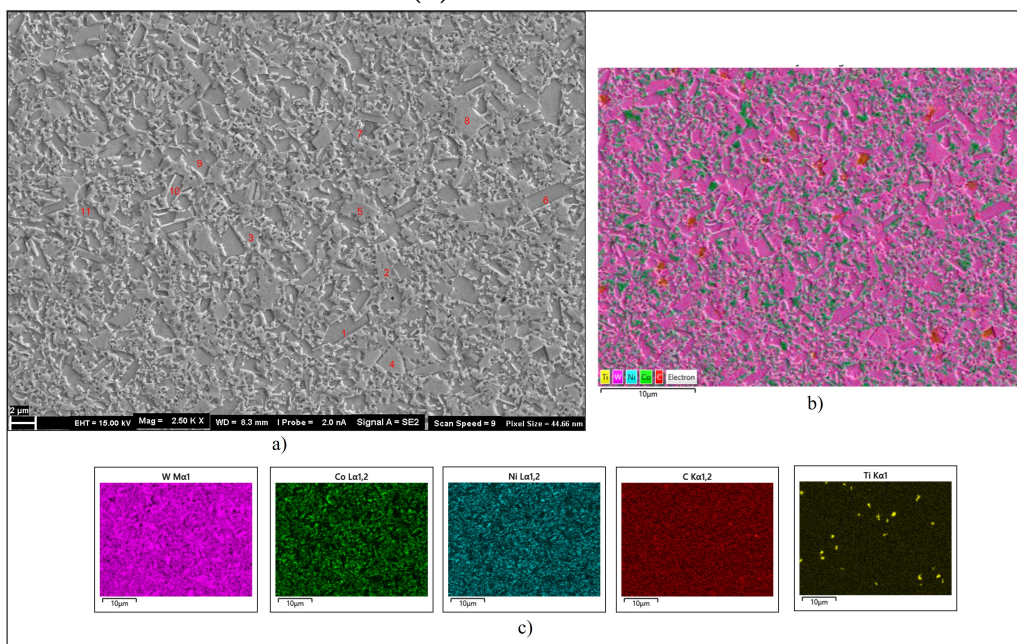 8
7
9
10
6
11
5
3
2
1
4
2 µm
EHT = 15.00 kV Mag = 2.50 K X WD = 8.3 mm I Probe = 2.0 nA Signal A = SE2 Scan Speed = 9 Pixel Size = 44.66 nm
a)
Ti W Ni Co C Electron
10µm
b)
W Mα1
Co Lα1,2
Ni Lα1,2
C Kα1,2
Ti Kα1
10µm
10µm
10µm
10µm
10µm
c)